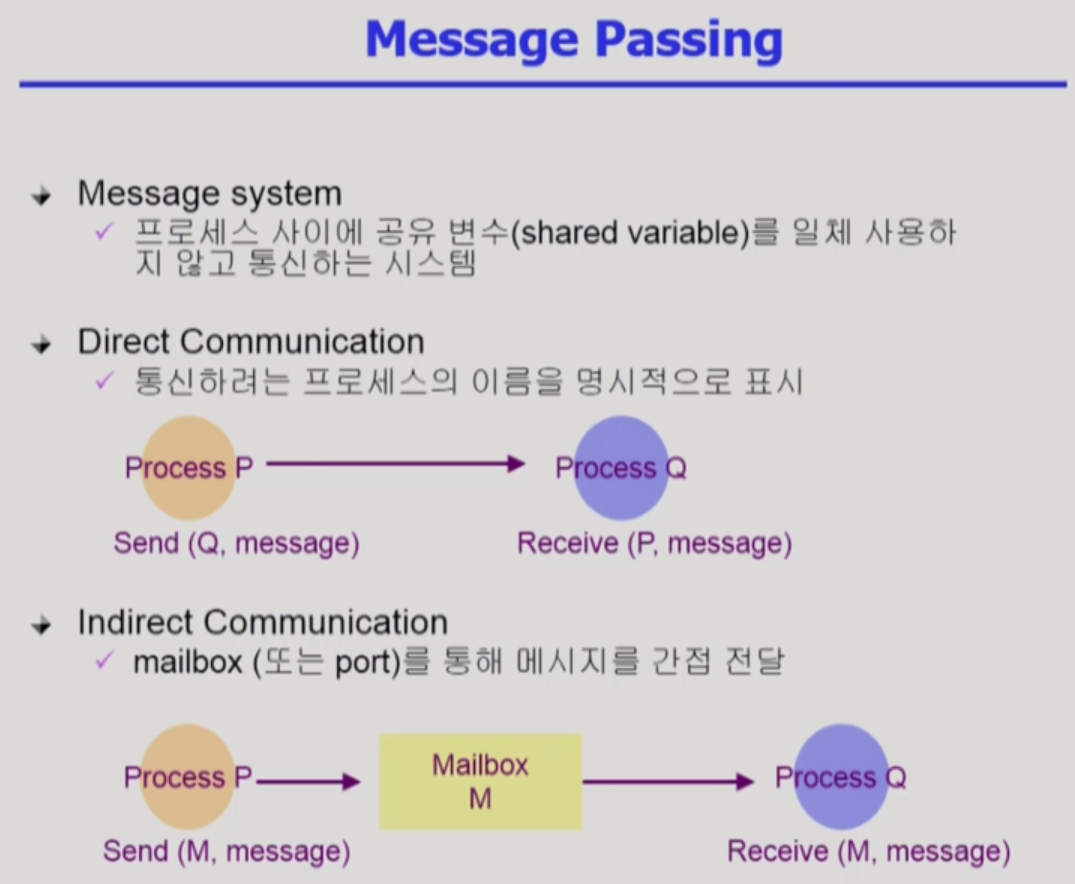 Message Passing
Message system
프로세스 사이에 공유 변수(shared variable)를 일체 사용하
지 않고 통신하는 시스템
Direct Communication
통신하려는 프로세스의 이름을 명시적으로 표시
Process P
Process Q
Send (Q, message)
Receive (P, message)
Indirect Communication
mailbox (또는 port)를 통해 메시지를 간접 전달
Process P
Mailbox
M
Process Q
Send (M, message)
Receive (M, message)